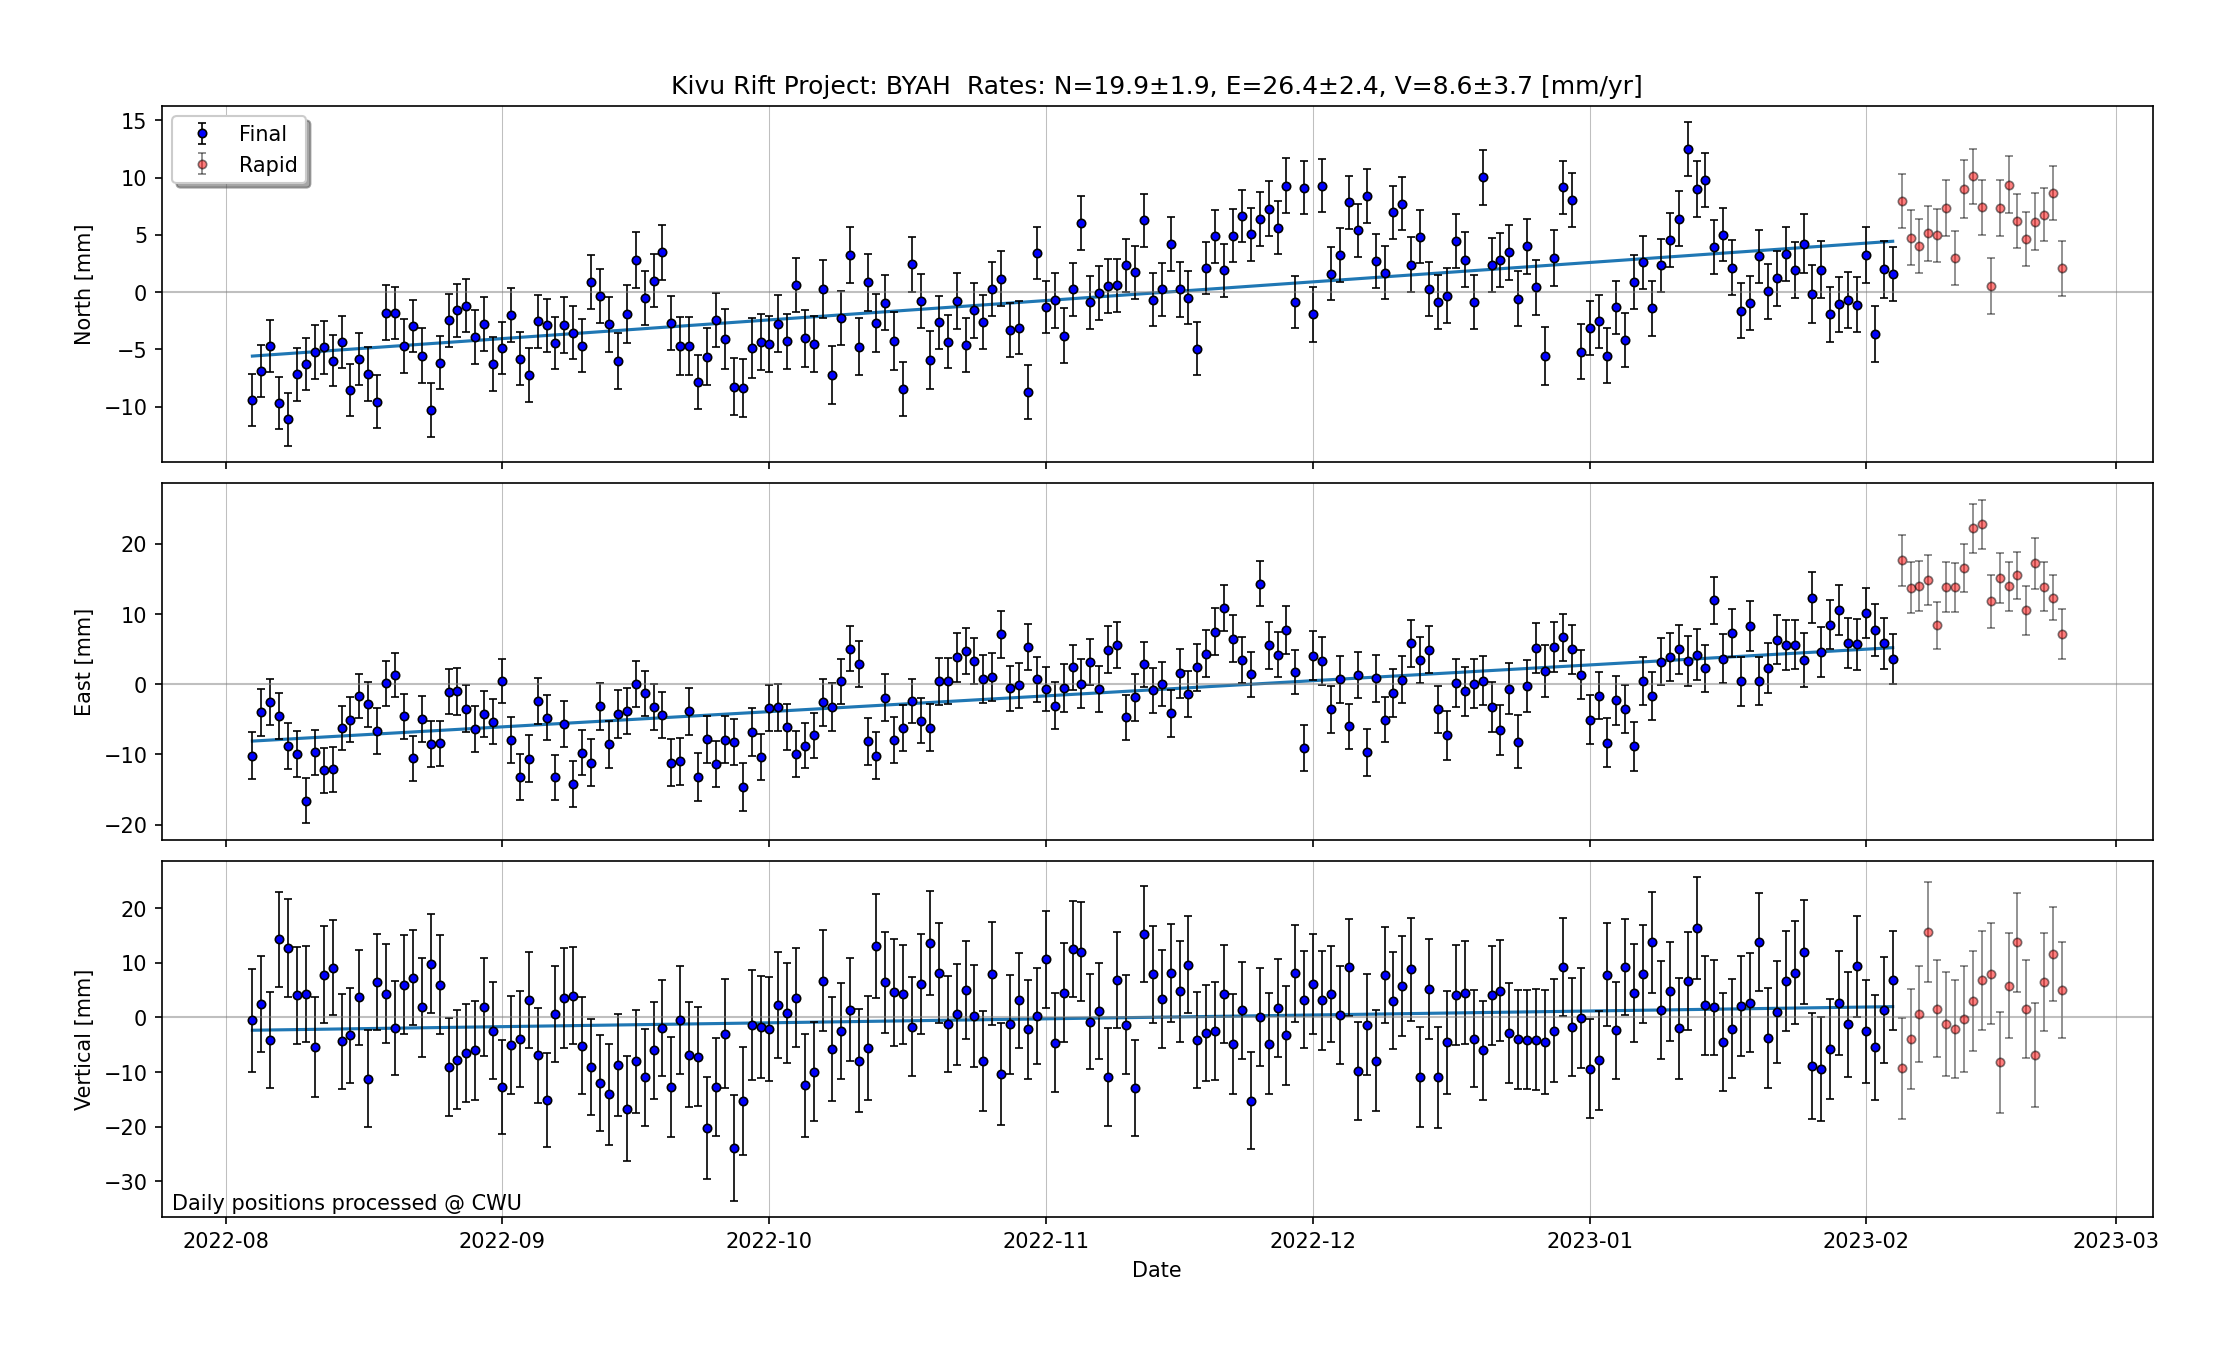 Kivu Rift Project: BYAH  Rates: N=19.9±1.9, E=26.4±2.4, V=8.6±3.7 [mm/yr]
Final
Rapid
North [mm]
15
10
5
0
−5
−10
East [mm]
20
10
0
−10
−20
Vertical [mm]
20
10
0
−10
−20
−30
Daily positions processed @ CWU
2022-08 2022-09 2022-10 2022-11 2022-12 2023-01 2023-02 2023-03
Date